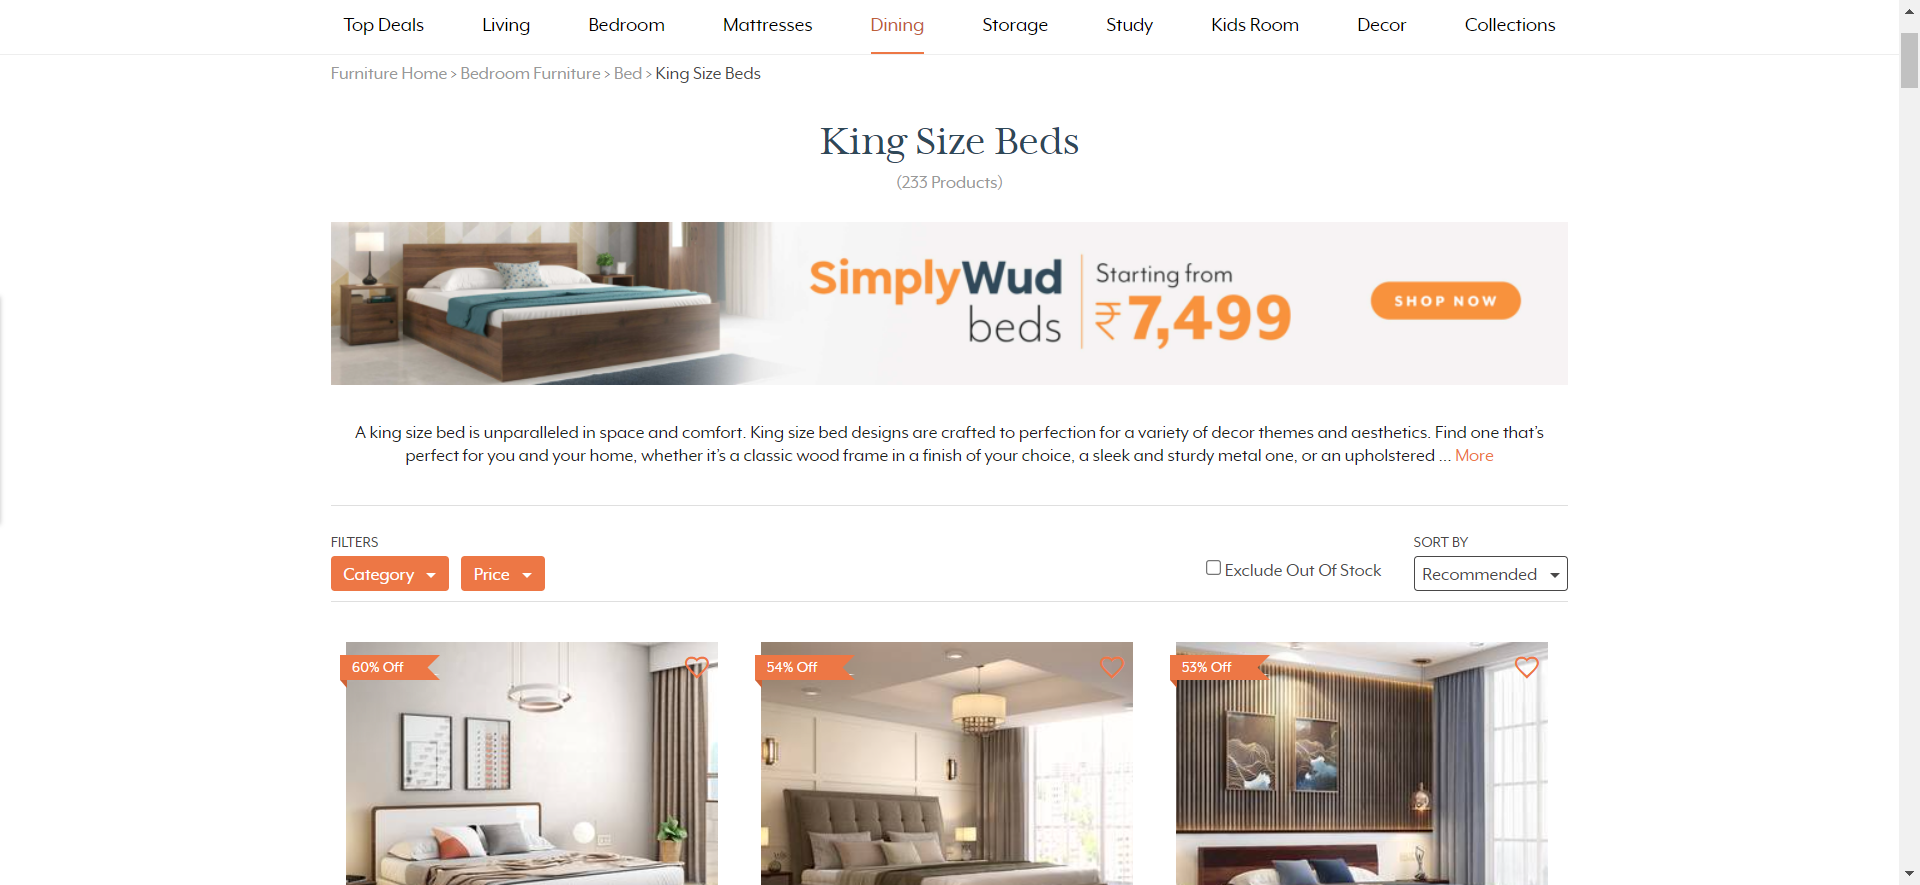 Top Deals Living Bedroom Mattresses Dining Storage Study Kids Room Decor Collections
Furniture Home > Bedroom Furniture > Bed > King Size Beds
King Size Beds
(233 Products)
SimplyWud
beds
Starting from
₹7,499
SHOP NOW
A king size bed is unparalleled in space and comfort. King size bed designs are crafted to perfection for a variety of decor themes and aesthetics. Find one that's
perfect for you and your home, whether it's a classic wood frame in a finish of your choice, a sleek and sturdy metal one, or an upholstered ... More
FILTERS
Category
Price
Exclude Out Of Stock
SORT BY
Recommended
60% Off
54% Off
53% Off